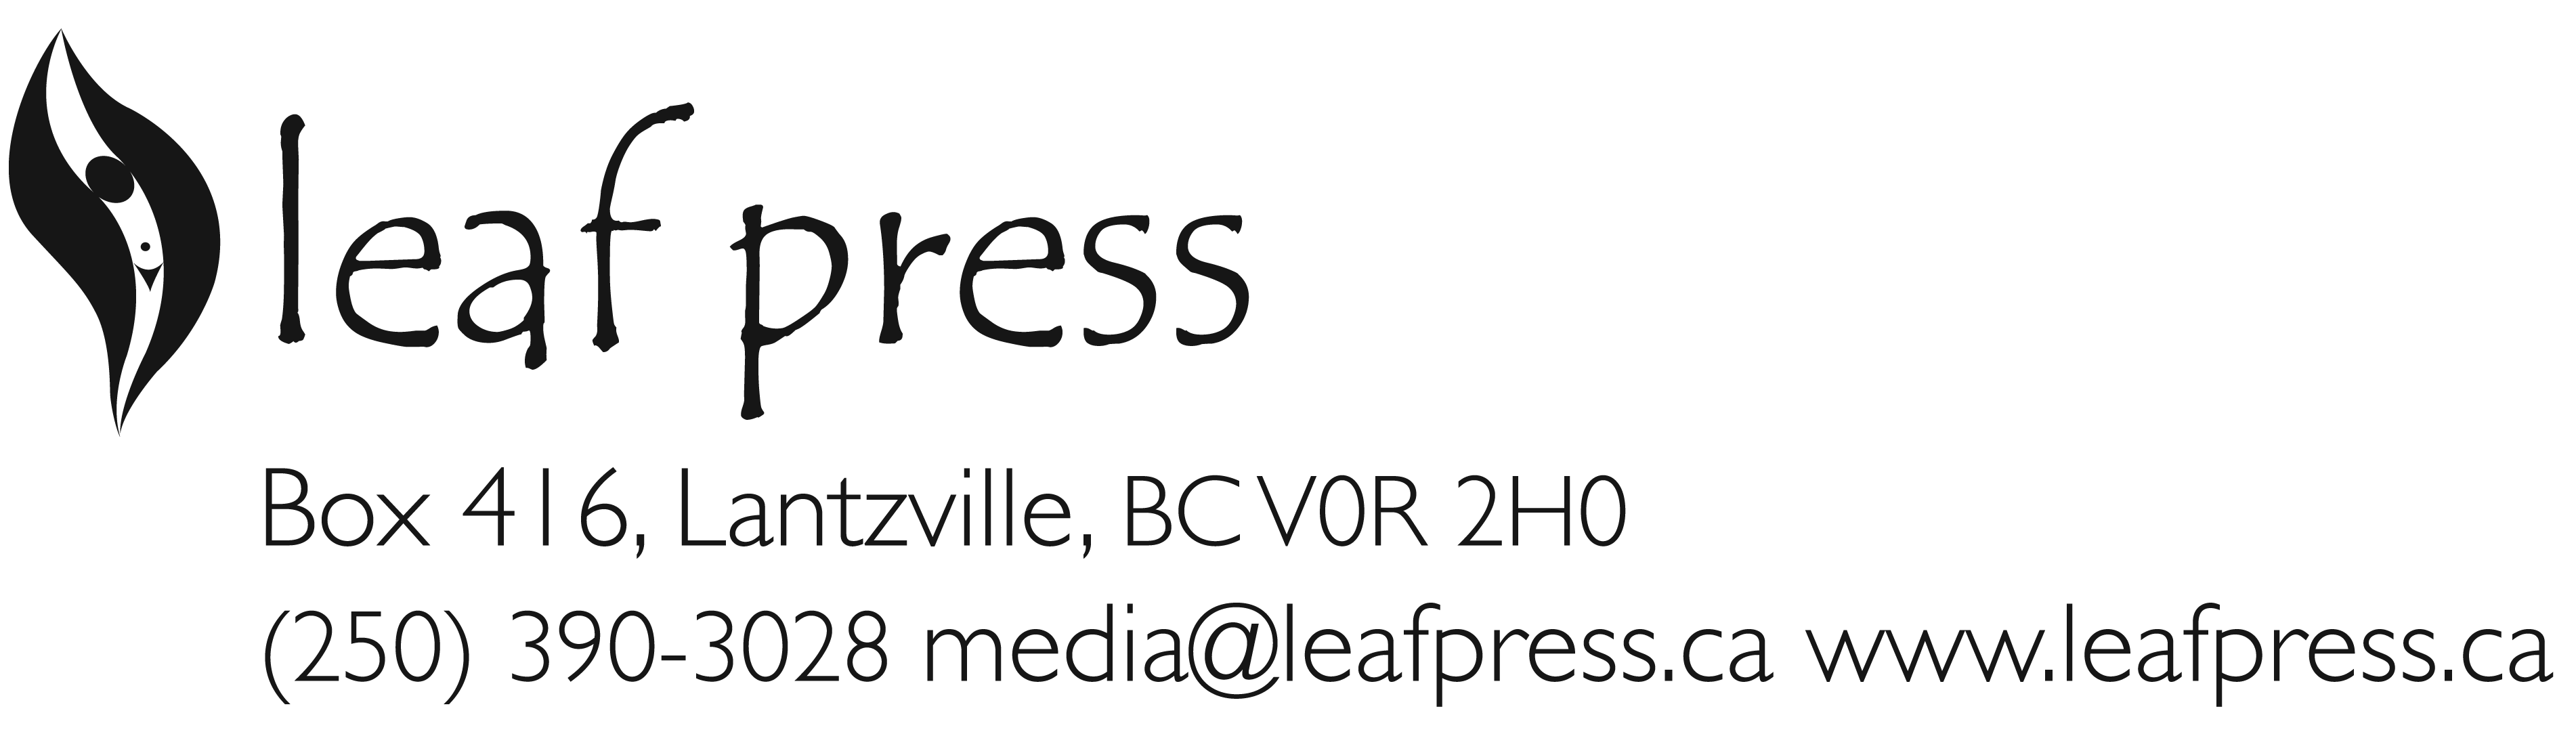 leaf press
Box 416, Lantzville, BC V0R 2H0
(250) 390-3028 media@leafpress.ca www.leafpress.ca